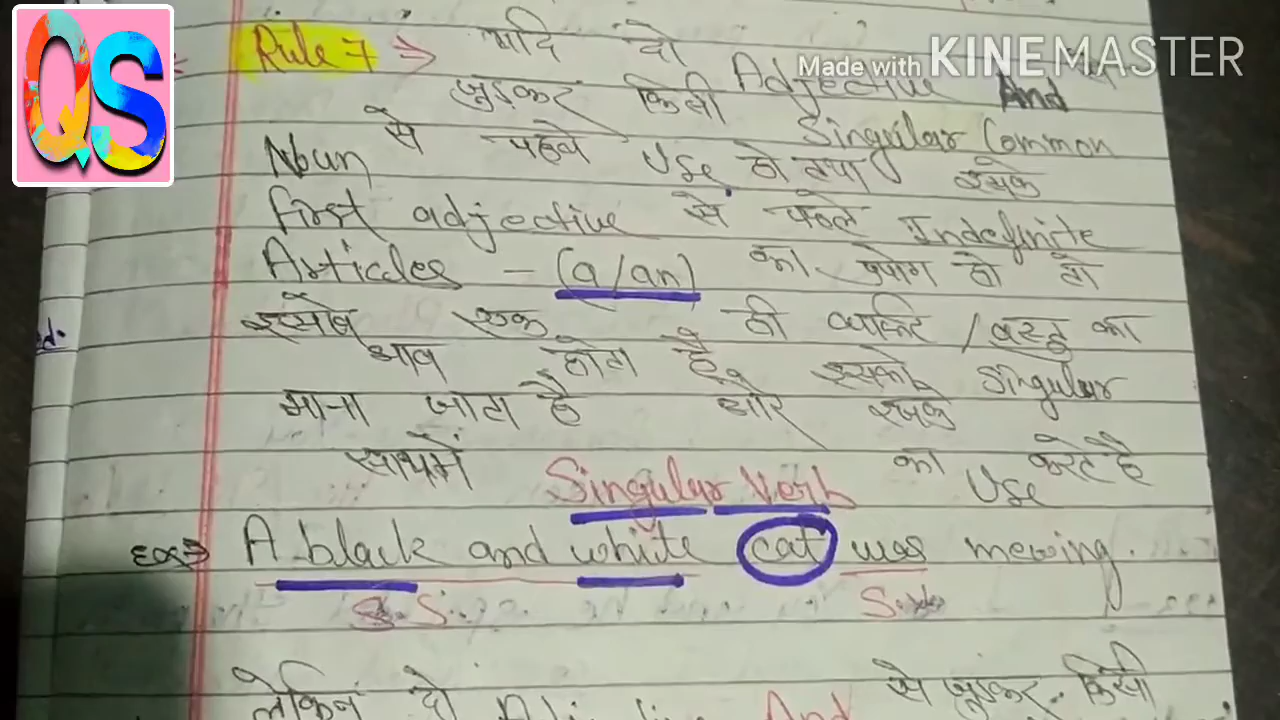 QS
Made with KINEMASTER
Rule 7 ⇒ यदि दो Adjective And से
जुड़कर किसी Singular Common
Noun से पहले Use हो तथा उसके
first adjective से पहले Indefinite
Articles - (a/an) का प्रयोग हो तो
इससे एक ही व्यक्ति / वस्तु का
भाव होता है, इसको Singular
माना जाता है और इसके
साथमें Singular Verb का Use करते है
Ex⇒ A black and white cat was mewing.
S. S. S.
लेकिन दो And से जुड़कर किसी